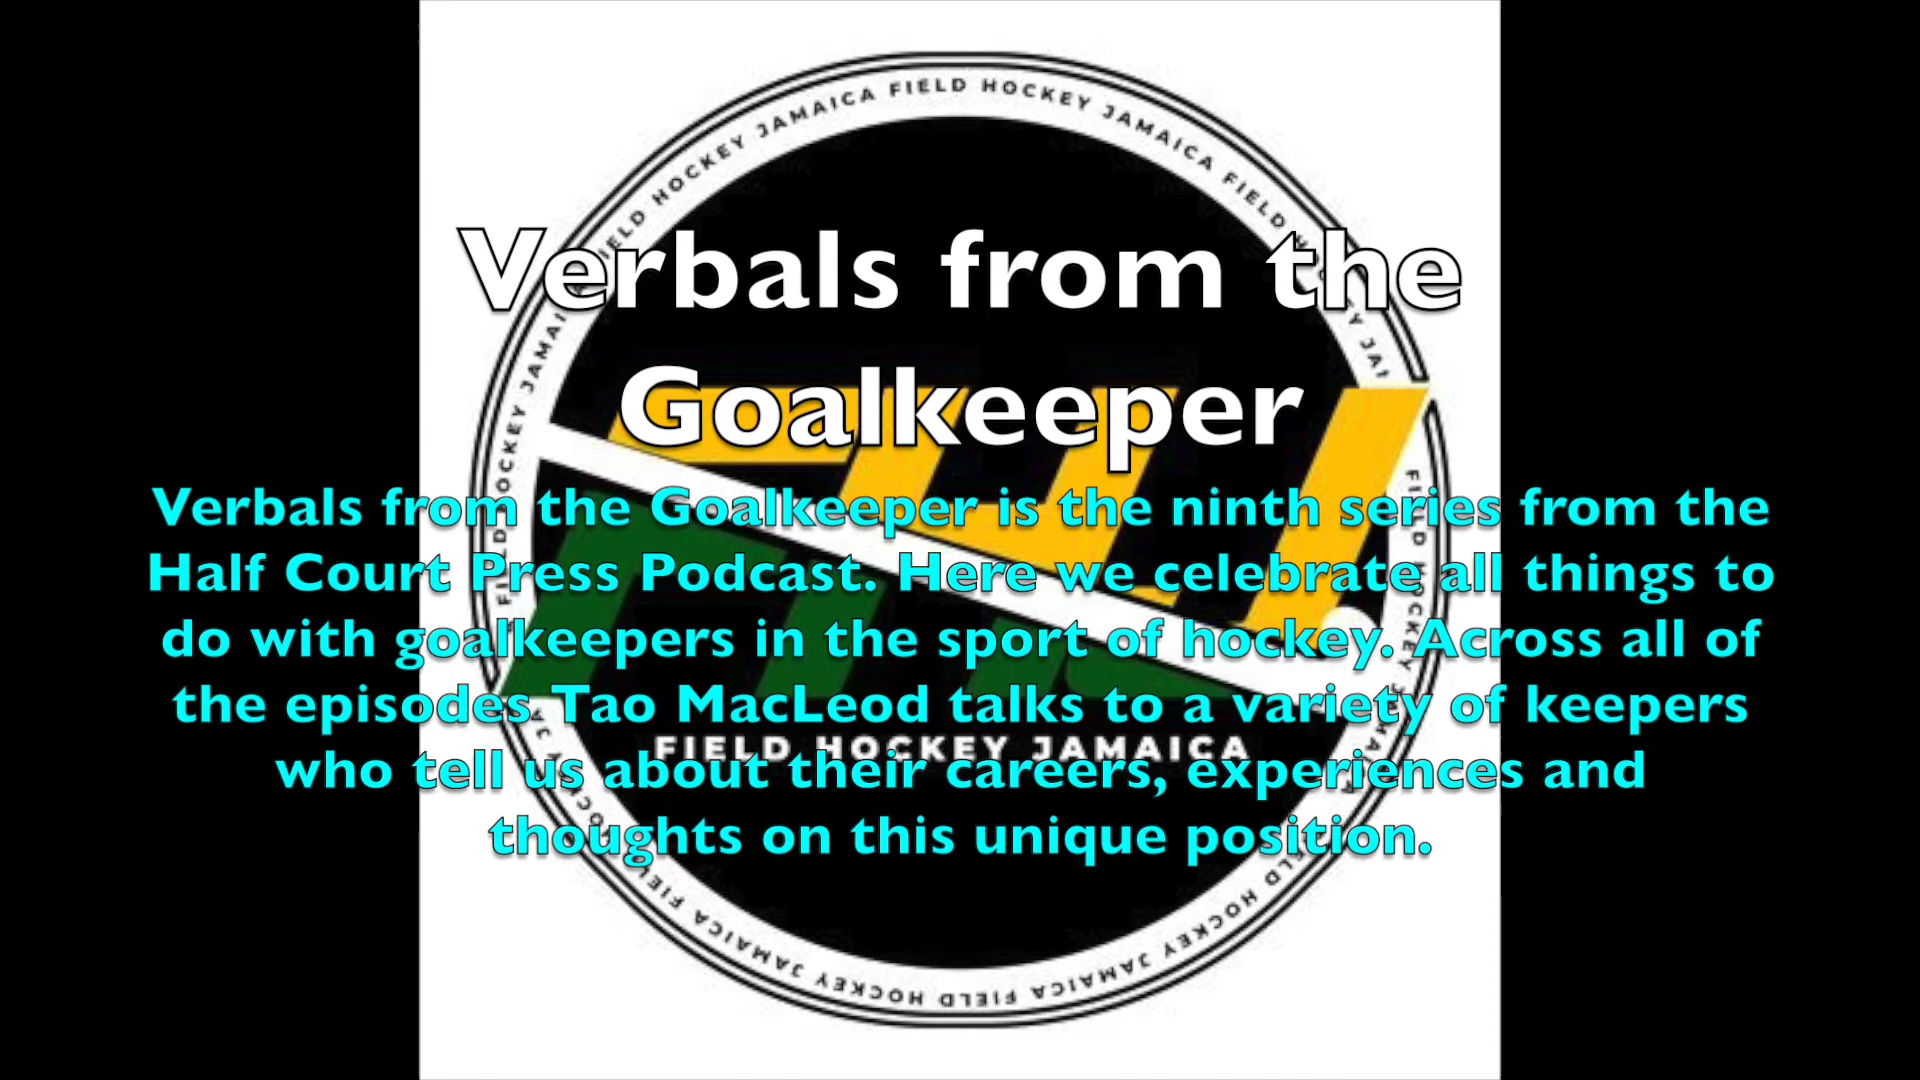 FIELD HOCKEY JAMAICA FIELD HOCKEY JAMAICA FIELD HOCKEY JAMAICA
Verbals from the
Goalkeeper
Verbals from the Goalkeeper is the ninth series from the
Half Court Press Podcast. Here we celebrate all things to
do with goalkeepers in the sport of hockey. Across all of
the episodes Tao MacLeod talks to a variety of keepers
FIELD HOCKEY JAMAICA
who tell us about their careers, experiences and
thoughts on this unique position.
JAMAICA FIELD HOCKEY JAMAICA FIELD HOCKEY